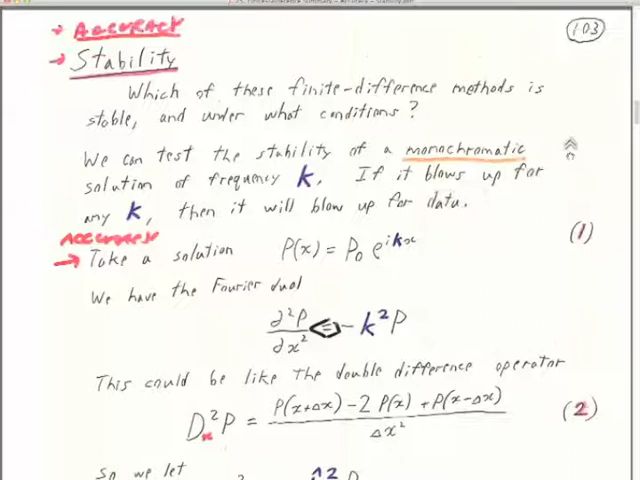 → ACCURACY
103
→ Stability
Which of these finite-difference methods is
stable, and under what conditions?
We can test the stability of a monochromatic
solution of frequency k. If it blows up for
any k, then it will blow up for data.
ACCURACY
→ Take a solution P(x) = P₀ e^{ikx} (1)
We have the Fourier dual
∂²P/∂x² <=> -k²P
This could be like the double difference operator
Dₓ²P = (P(x+Δx) - 2 P(x) + P(x-Δx))/Δx² (2)
So we let